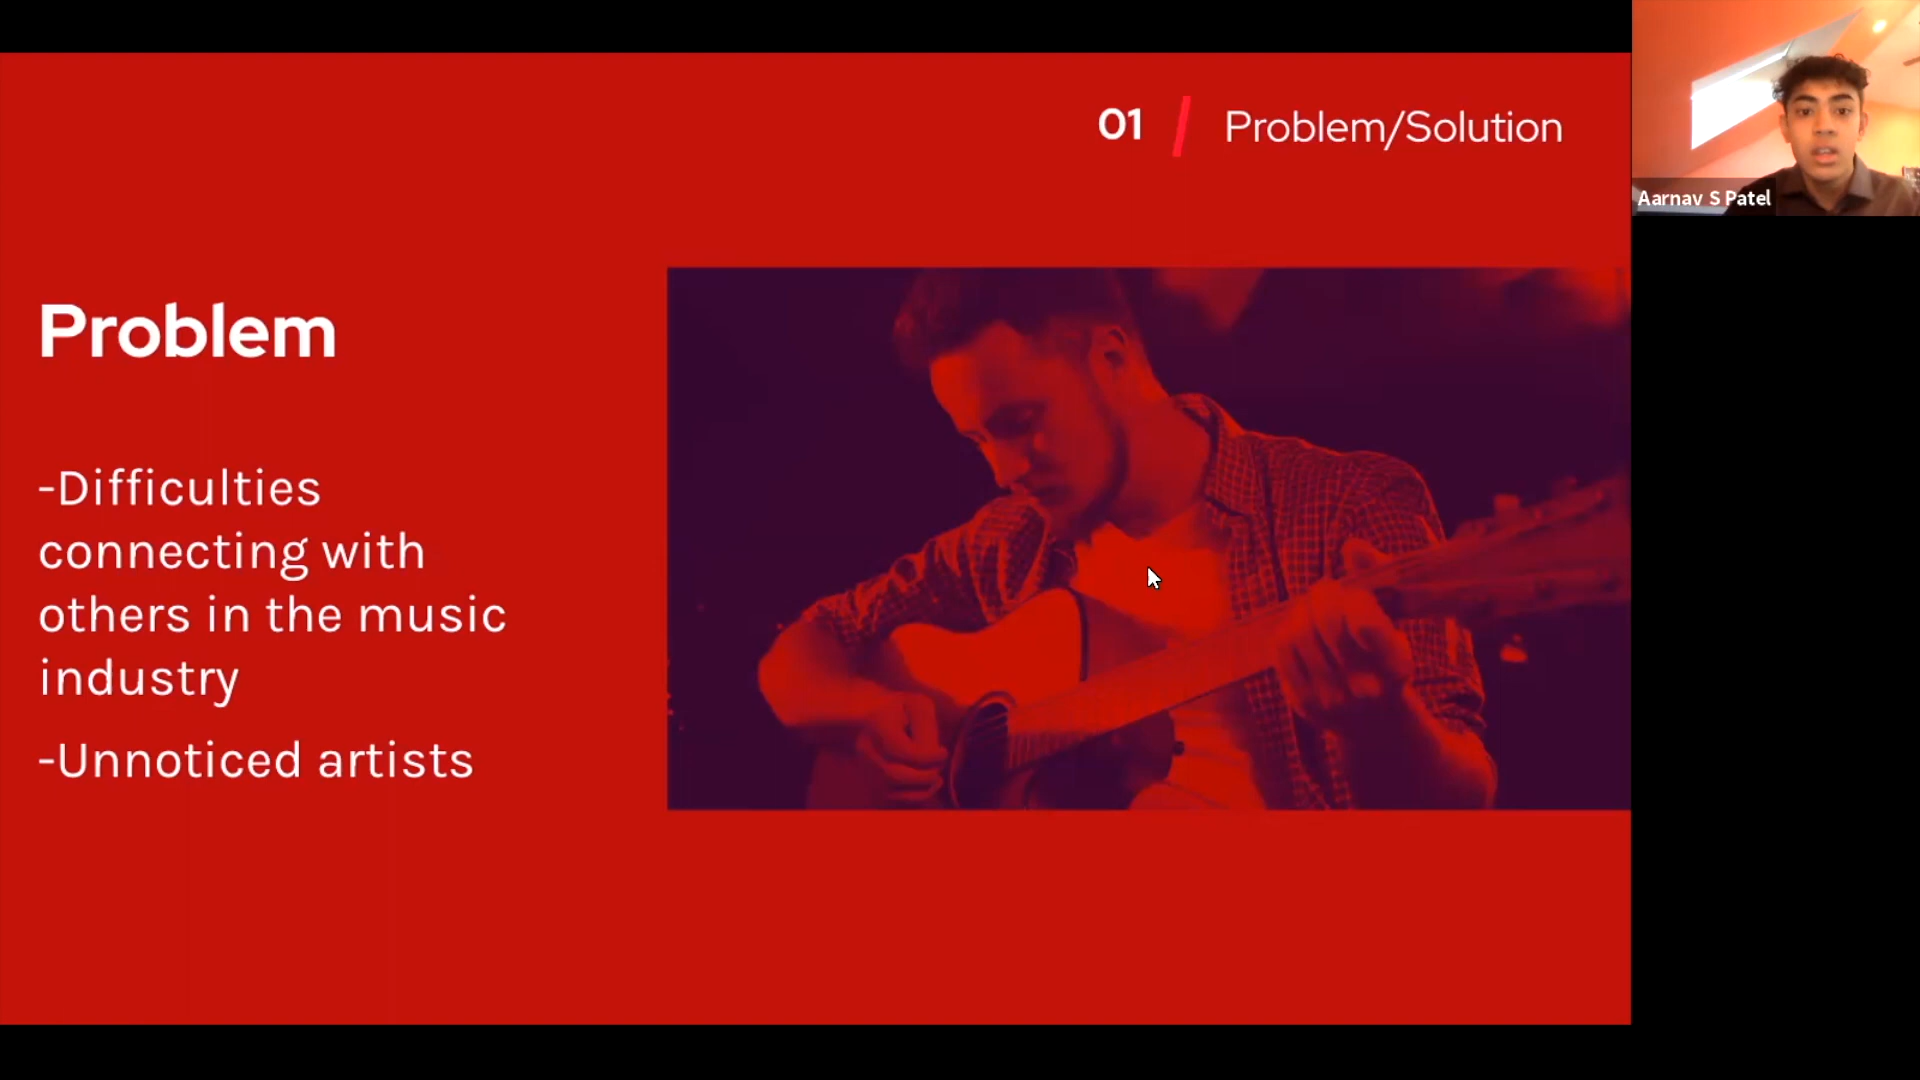 01 / Problem/Solution
Aarnav S Patel
Problem
-Difficulties
connecting with
others in the music
industry
-Unnoticed artists